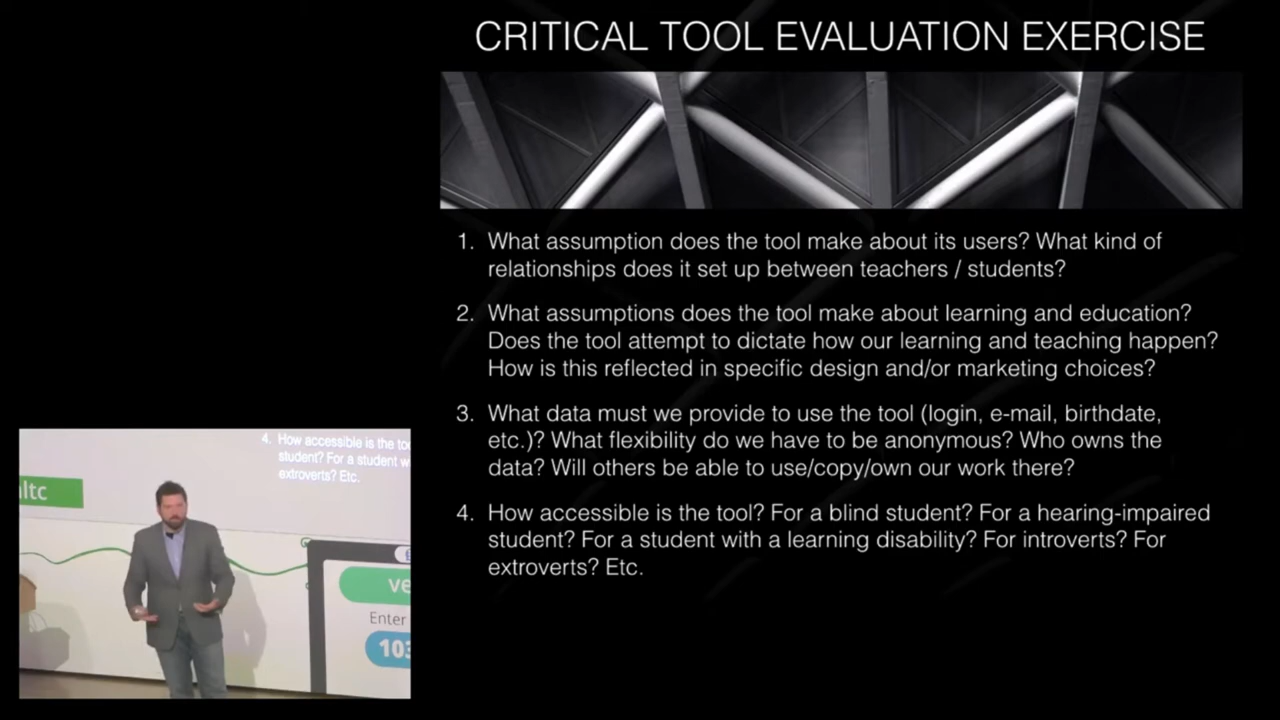 CRITICAL TOOL EVALUATION EXERCISE
1. What assumption does the tool make about its users? What kind of
relationships does it set up between teachers / students?
2. What assumptions does the tool make about learning and education?
Does the tool attempt to dictate how our learning and teaching happen?
How is this reflected in specific design and/or marketing choices?
3. What data must we provide to use the tool (login, e-mail, birthdate,
etc.)? What flexibility do we have to be anonymous? Who owns the
data? Will others be able to use/copy/own our work there?
4. How accessible is the tool? For a blind student? For a hearing-impaired
student? For a student with a learning disability? For introverts? For
extroverts? Etc.
4. How accessible is the
student? For a student
extroverts? Etc.
ltc
Enter